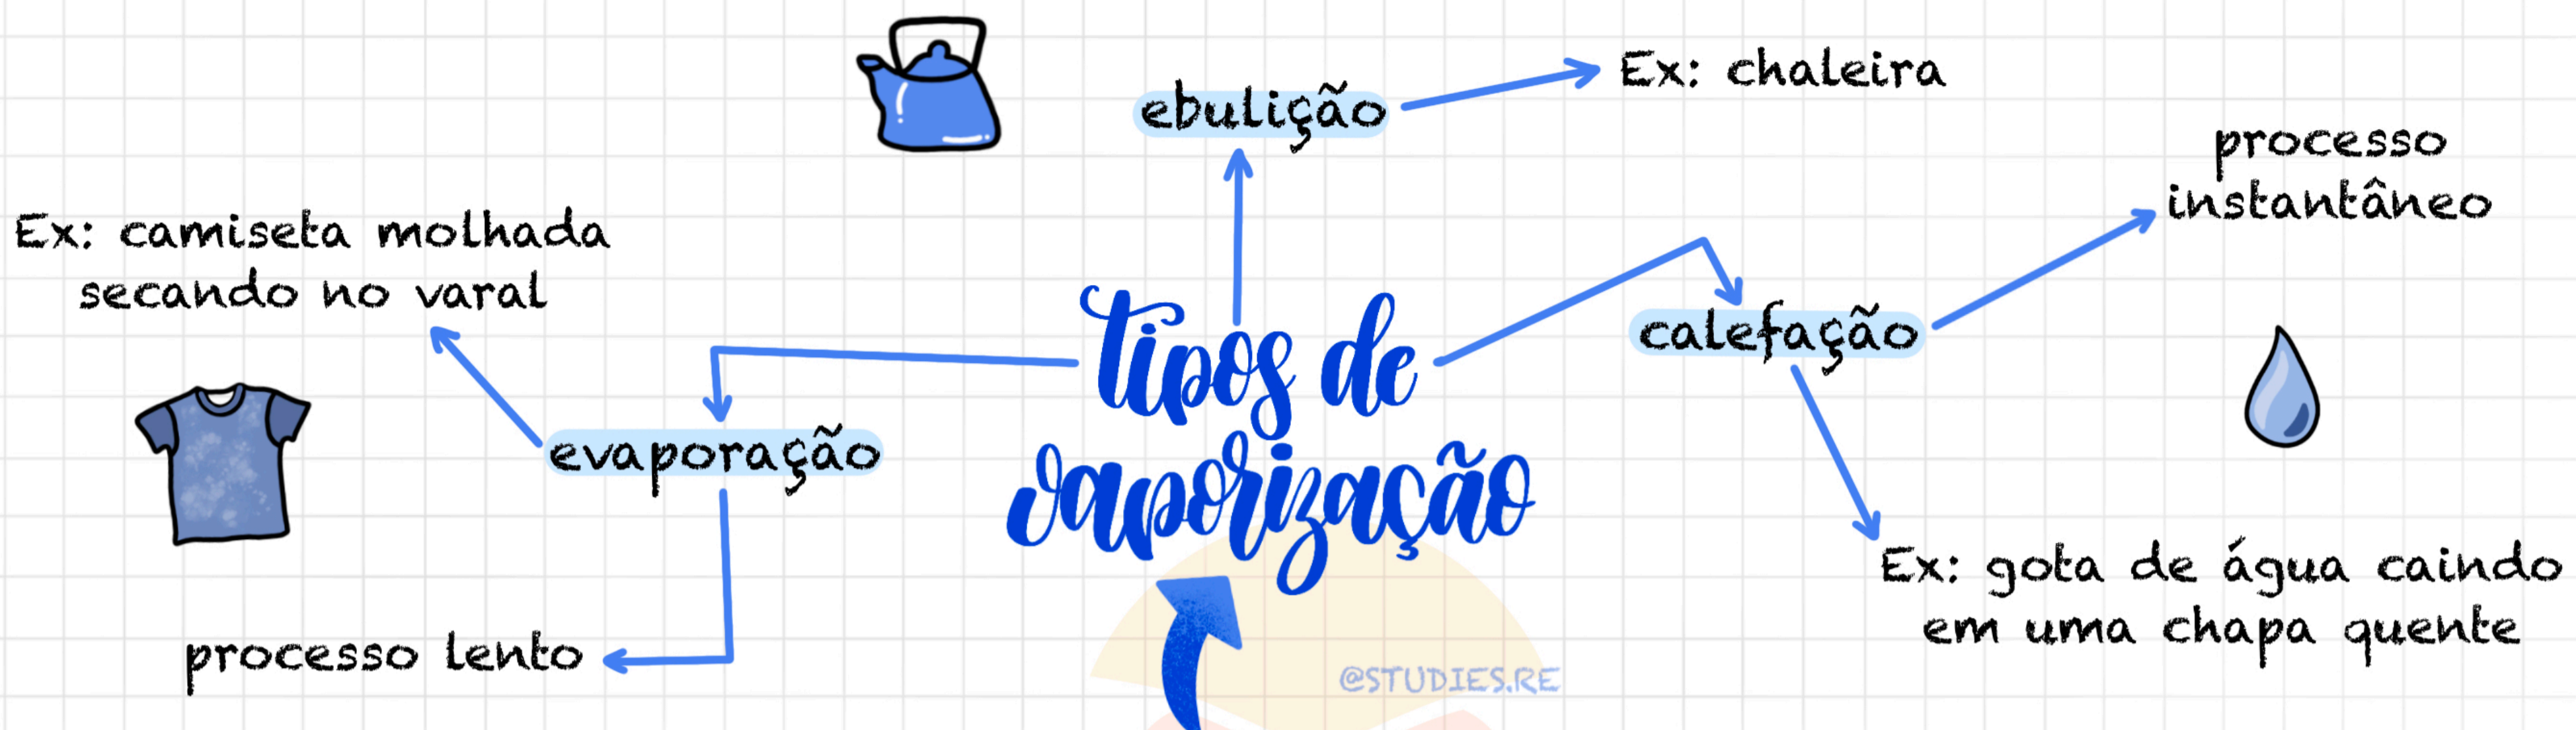 ebulição
Ex: chaleira
processo
instantâneo
Ex: camiseta molhada
secando no varal
calefação
tipos de
vaporização
evaporação
Ex: gota de água caindo
em uma chapa quente
processo lento
@STUDIES.RE